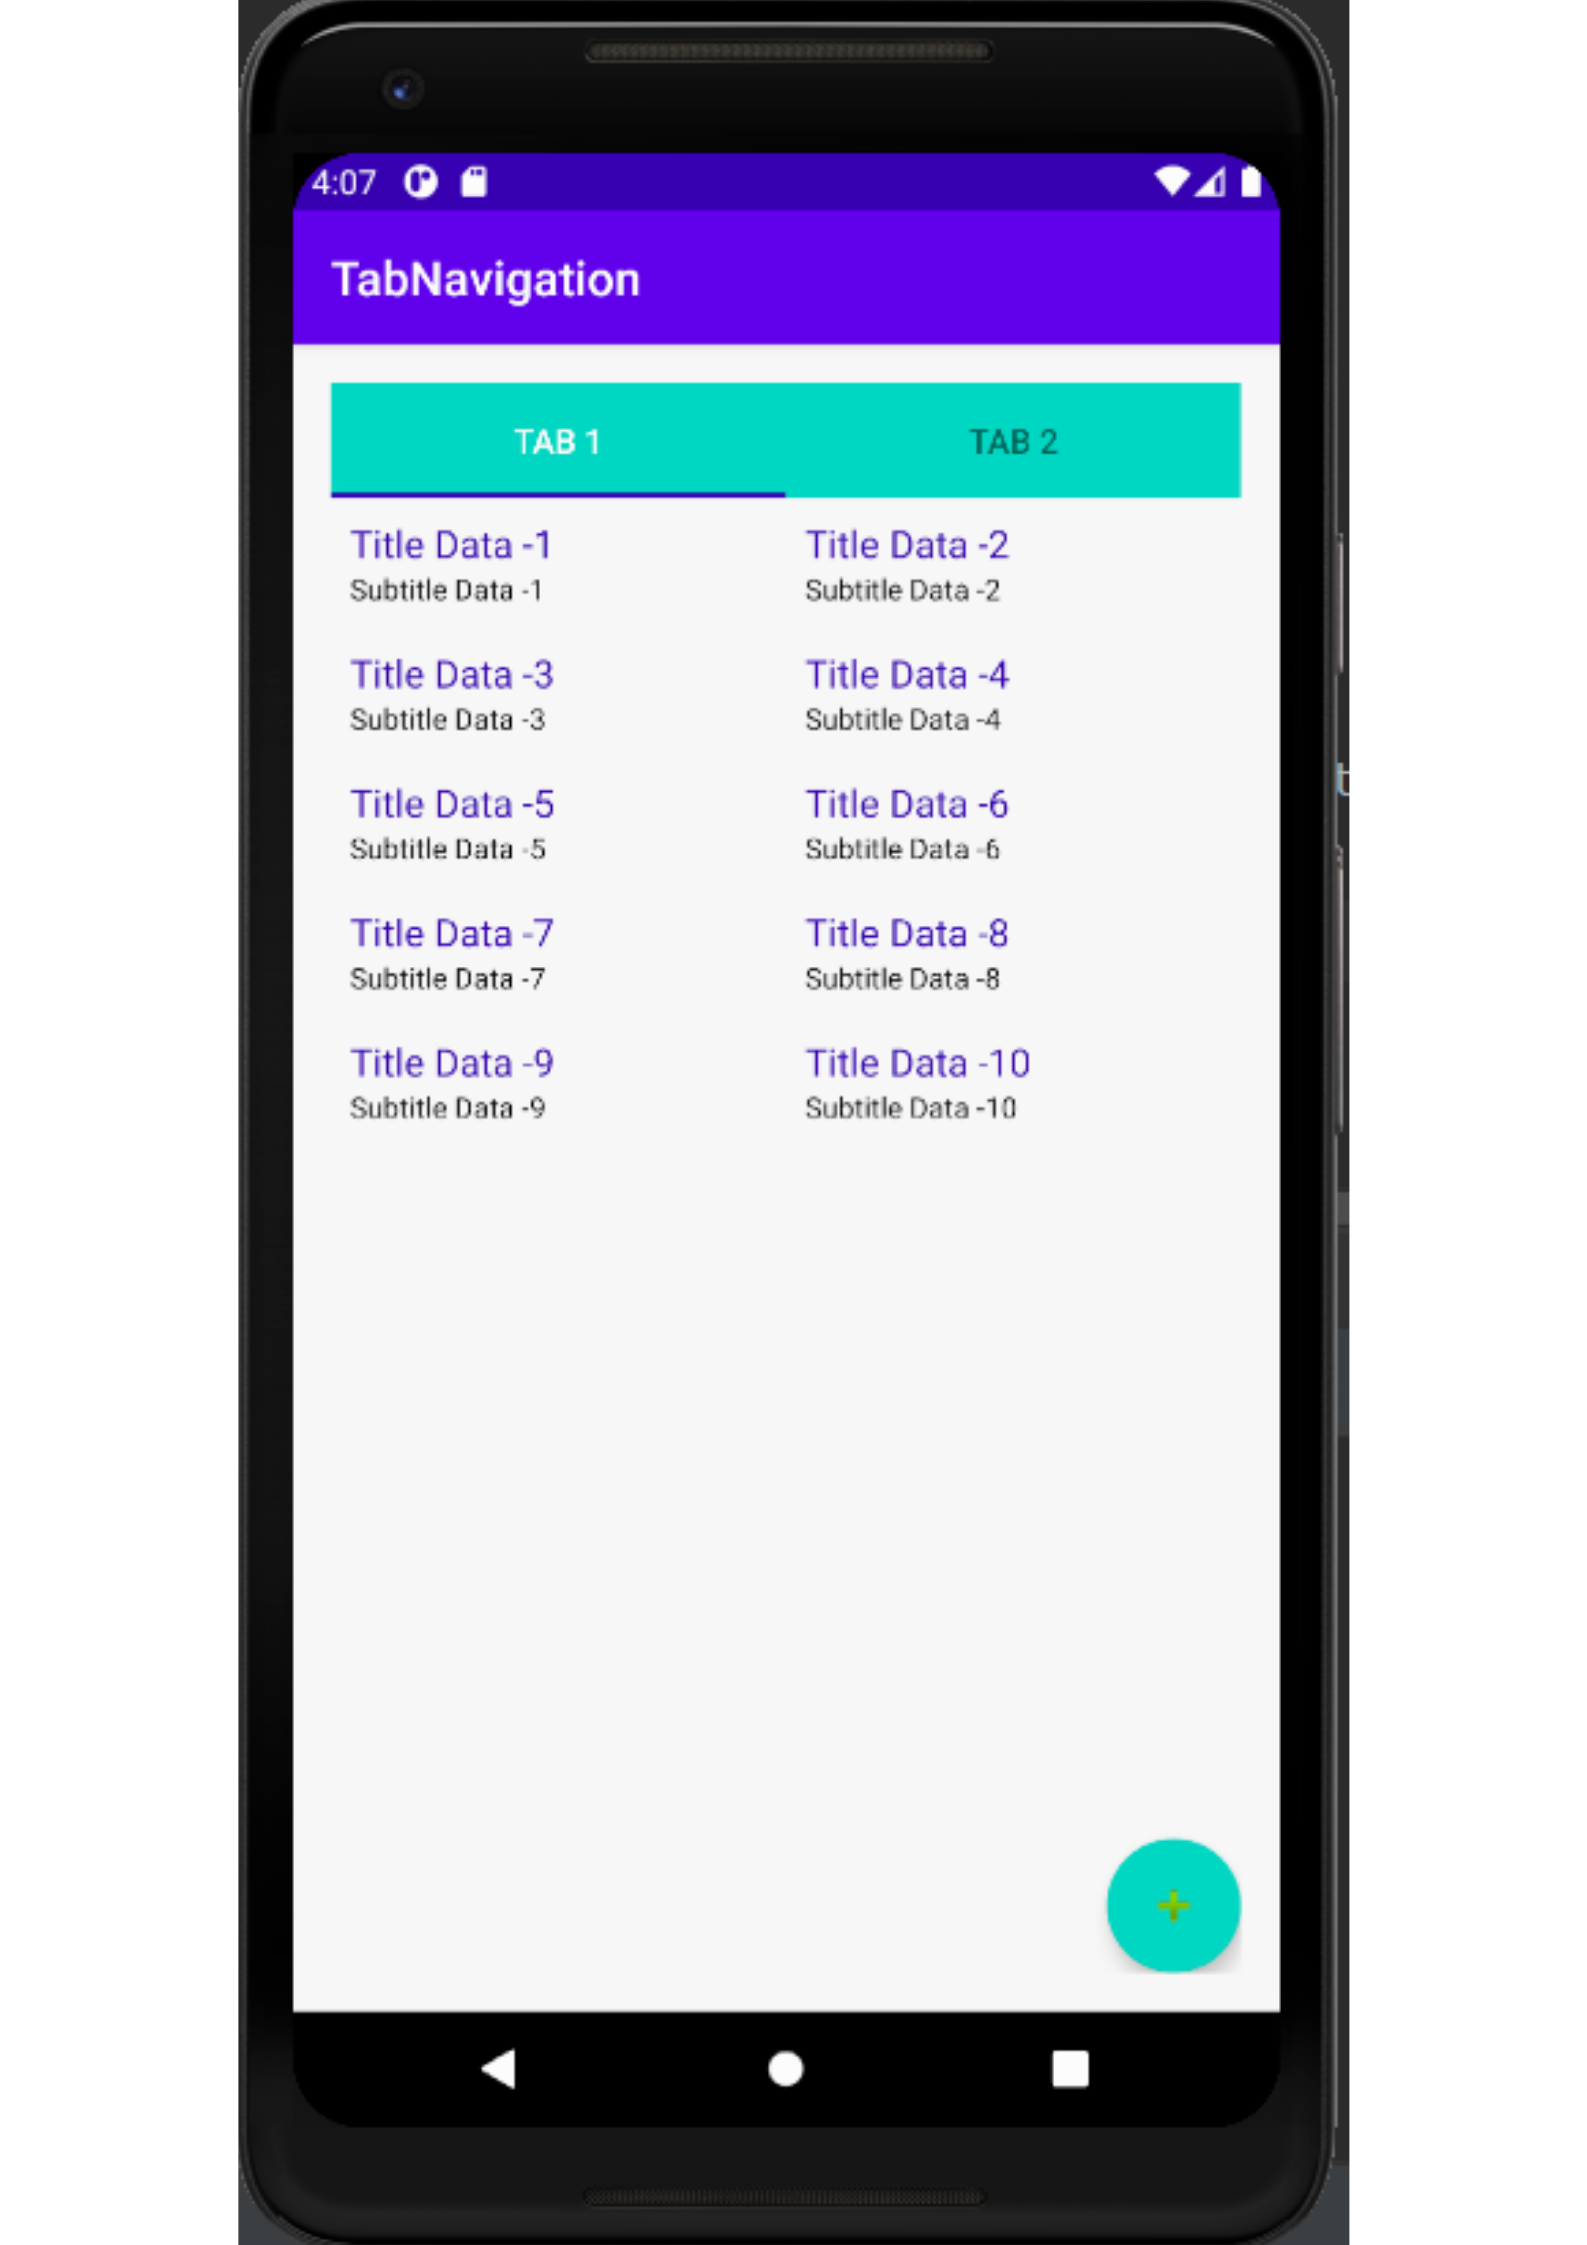 4:07
TabNavigation
TAB 1 TAB 2
Title Data -1 Title Data -2
Subtitle Data -1 Subtitle Data -2
Title Data -3 Title Data -4
Subtitle Data -3 Subtitle Data -4
Title Data -5 Title Data -6
Subtitle Data -5 Subtitle Data -6
Title Data -7 Title Data -8
Subtitle Data -7 Subtitle Data -8
Title Data -9 Title Data -10
Subtitle Data -9 Subtitle Data -10
+